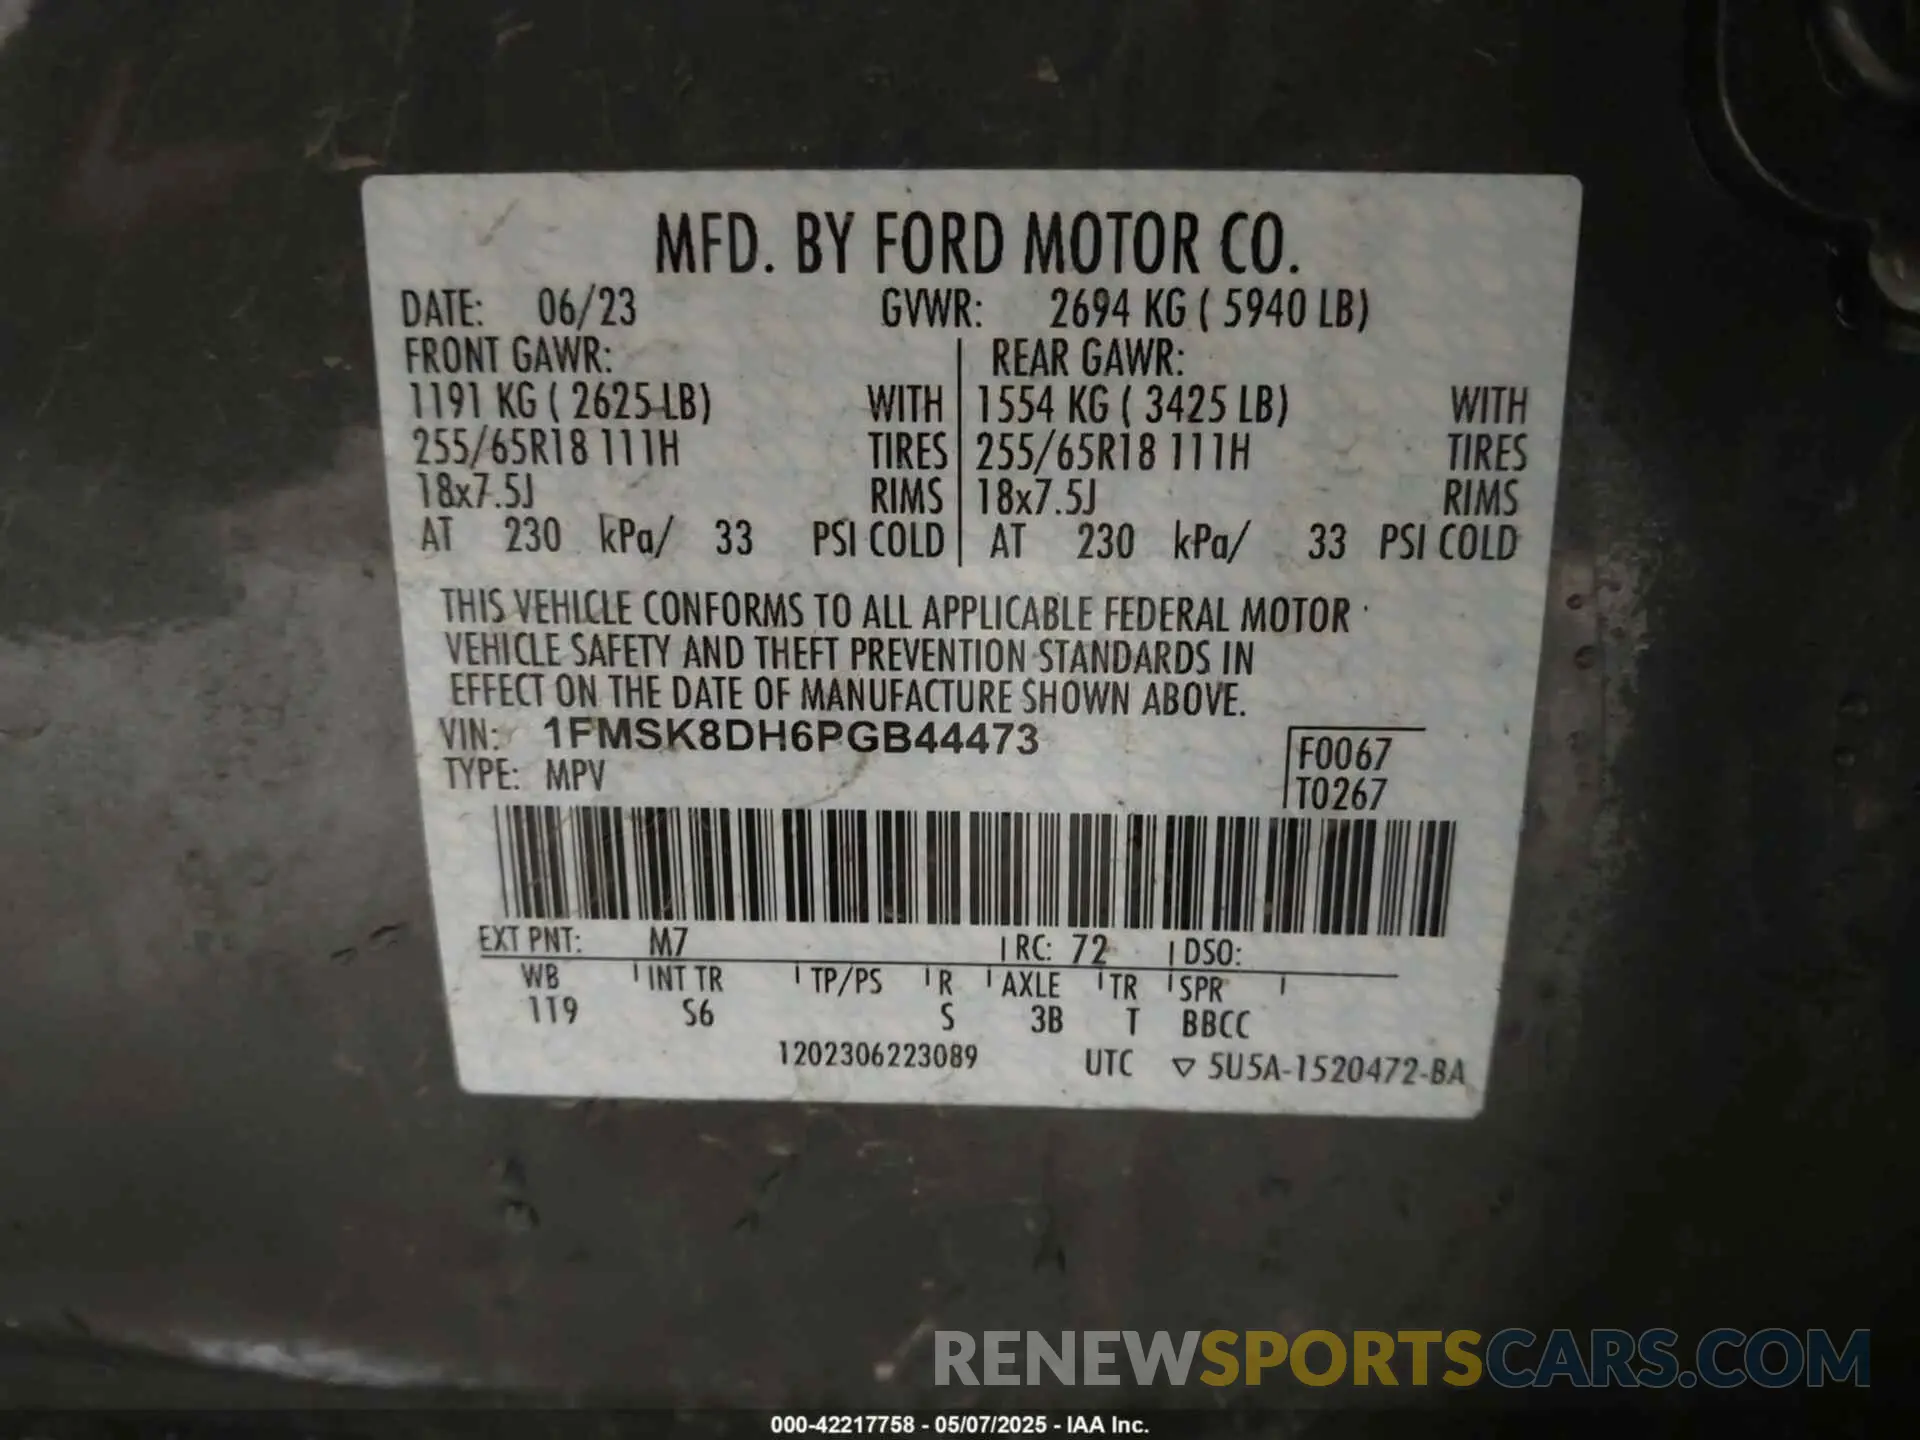 MFD. BY FORD MOTOR CO.
DATE: 06/23 GVWR: 2694 KG ( 5940 LB)
FRONT GAWR: REAR GAWR:
1191 KG ( 2625 LB) WITH 1554 KG ( 3425 LB) WITH
255/65R18 111H TIRES 255/65R18 111H TIRES
18x7.5J RIMS 18x7.5J RIMS
AT 230 kPa/ 33 PSI COLD AT 230 kPa/ 33 PSI COLD
THIS VEHICLE CONFORMS TO ALL APPLICABLE FEDERAL MOTOR
VEHICLE SAFETY AND THEFT PREVENTION STANDARDS IN
EFFECT ON THE DATE OF MANUFACTURE SHOWN ABOVE.
VIN: 1FMSK8DH6PGB44473
TYPE: MPV
F0067
T0267
EXT PNT: M7 RC: 72 DSO:
WB INT TR TP/PS R AXLE TR SPR
119 S6 S 3B T BBCC
1202306223089 UTC ▽ 5U5A-1520472-BA
RENEWSPORTSCARS.COM
000-42217758 - 05/07/2025 - IAA Inc.